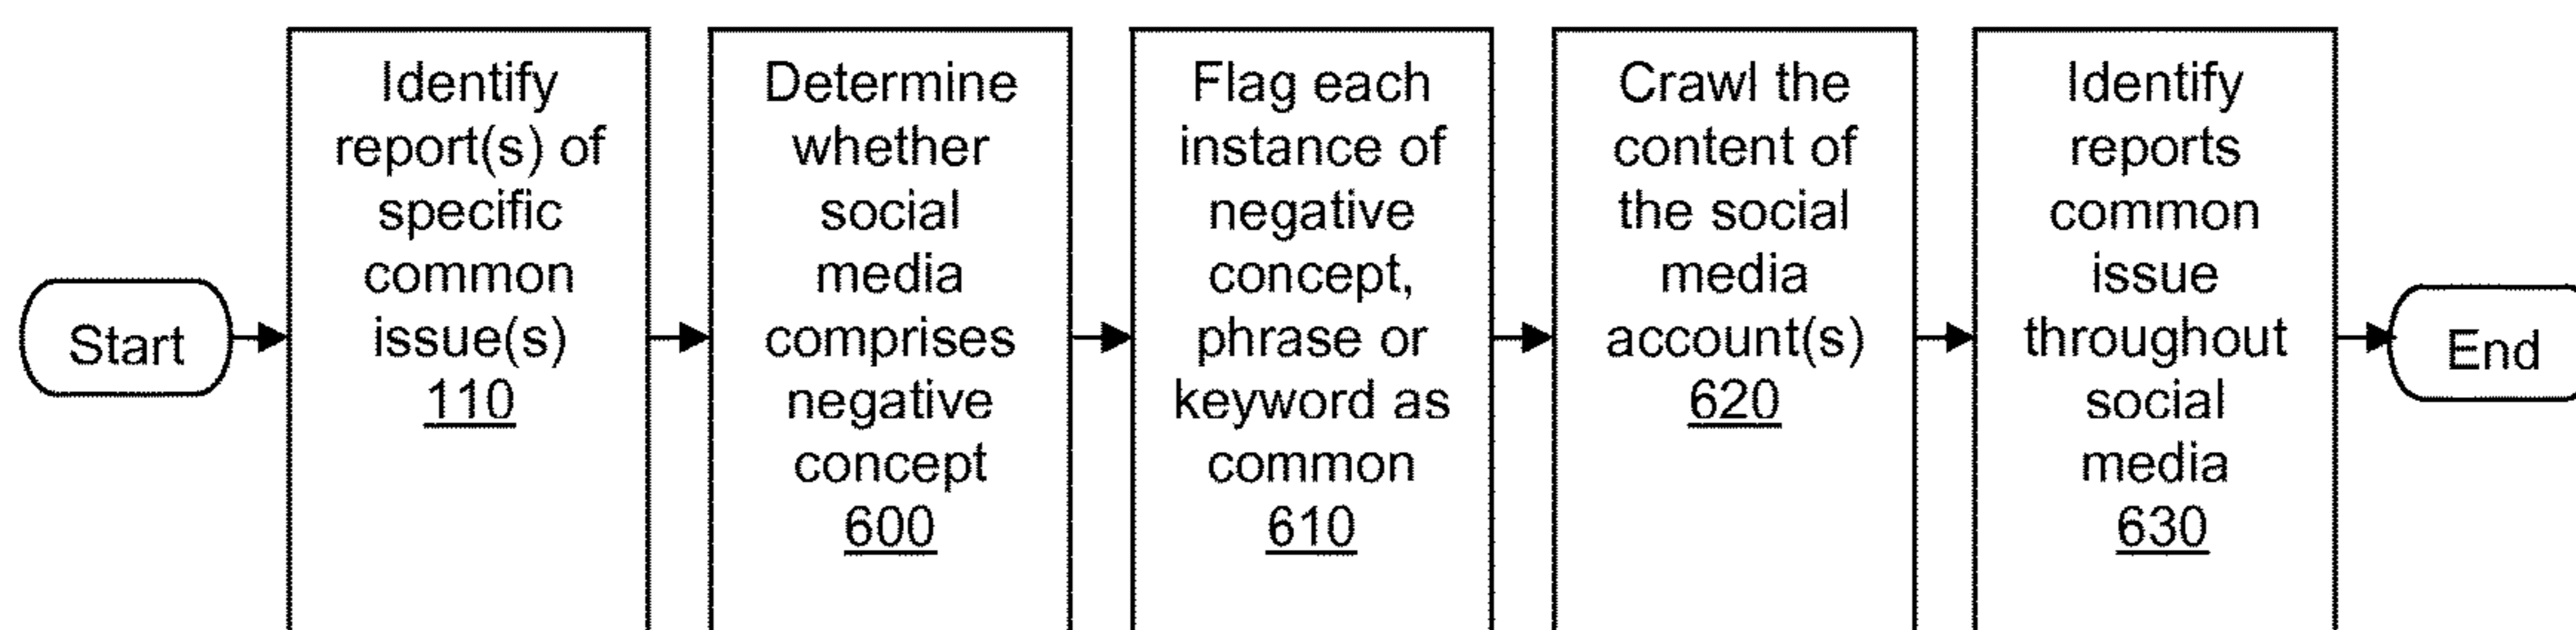 Start
Identify
report(s) of
specific
common
issue(s)
110
Determine
whether
social
media
comprises
negative
concept
600
Flag each
instance of
negative
concept,
phrase or
keyword as
common
610
Crawl the
content of
the social
media
account(s)
620
Identify
reports
common
issue
throughout
social
media
630
End